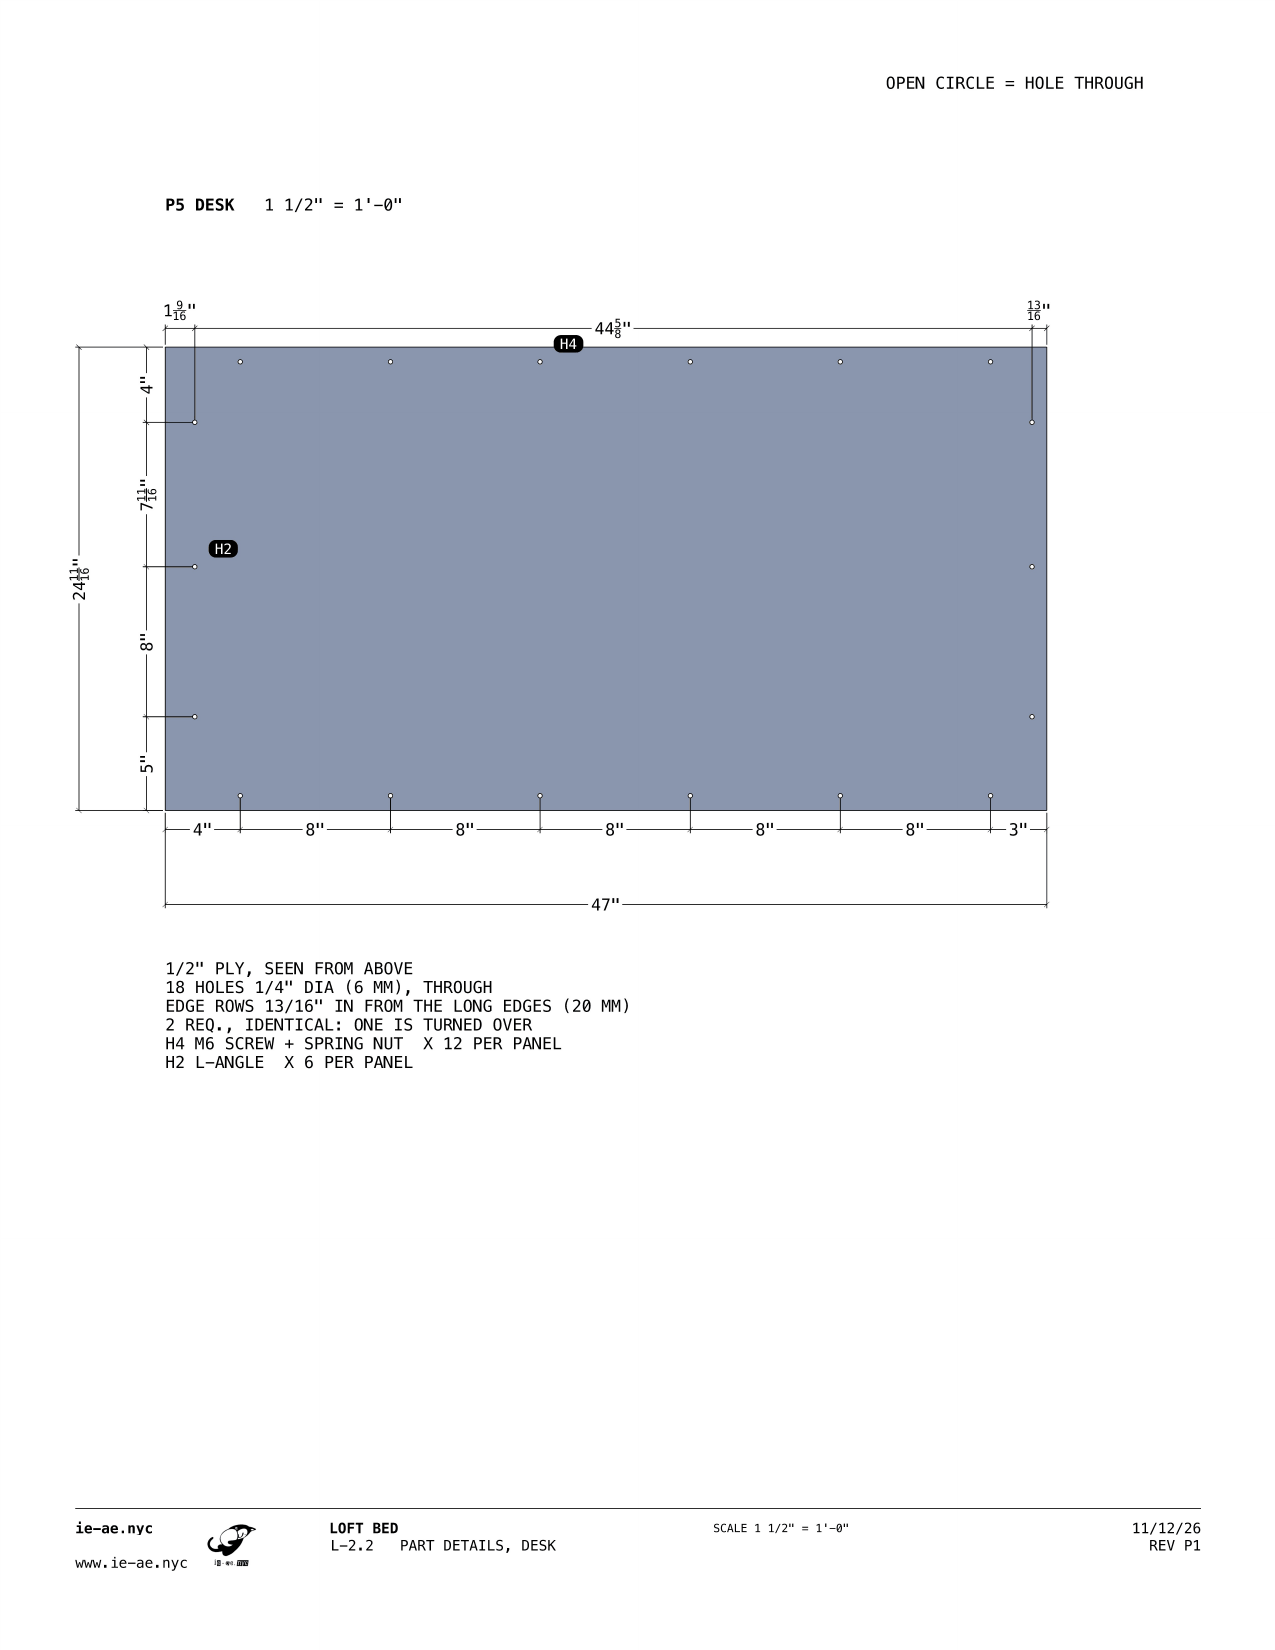 OPEN CIRCLE = HOLE THROUGH
P5 DESK 1 1/2" = 1'-0"
1 9/16"
44 5/8"
13/16"
H4
4"
7 11/16"
H2
24 11/16"
8"
5"
4" 8" 8" 8" 8" 8" 3"
47"
1/2" PLY, SEEN FROM ABOVE
18 HOLES 1/4" DIA (6 MM), THROUGH
EDGE ROWS 13/16" IN FROM THE LONG EDGES (20 MM)
2 REQ., IDENTICAL: ONE IS TURNED OVER
H4 M6 SCREW + SPRING NUT X 12 PER PANEL
H2 L-ANGLE X 6 PER PANEL
ie-ae.nyc
www.ie-ae.nyc
ie-ae.nyc
LOFT BED
L-2.2 PART DETAILS, DESK
SCALE 1 1/2" = 1'-0"
11/12/26
REV P1